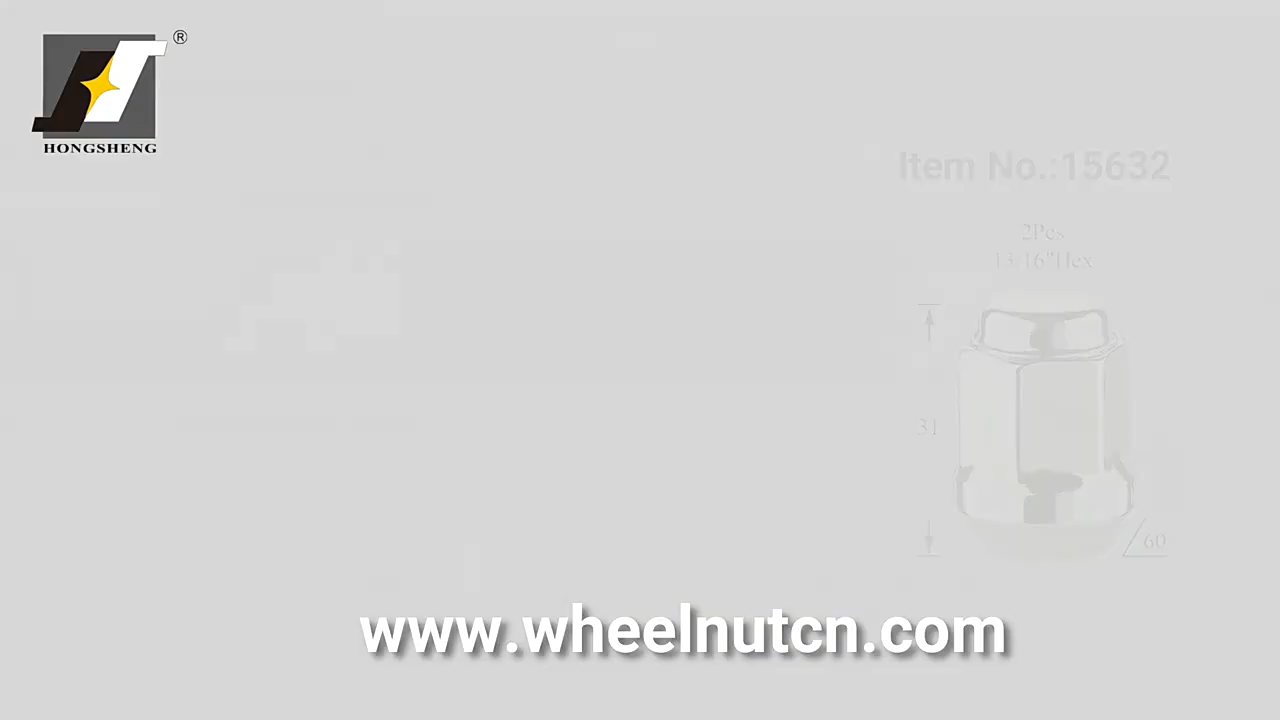 ®
HONGSHENG
Item No.:15632
2Pcs
13/16"Hex
31
60
www.wheelnutcn.com